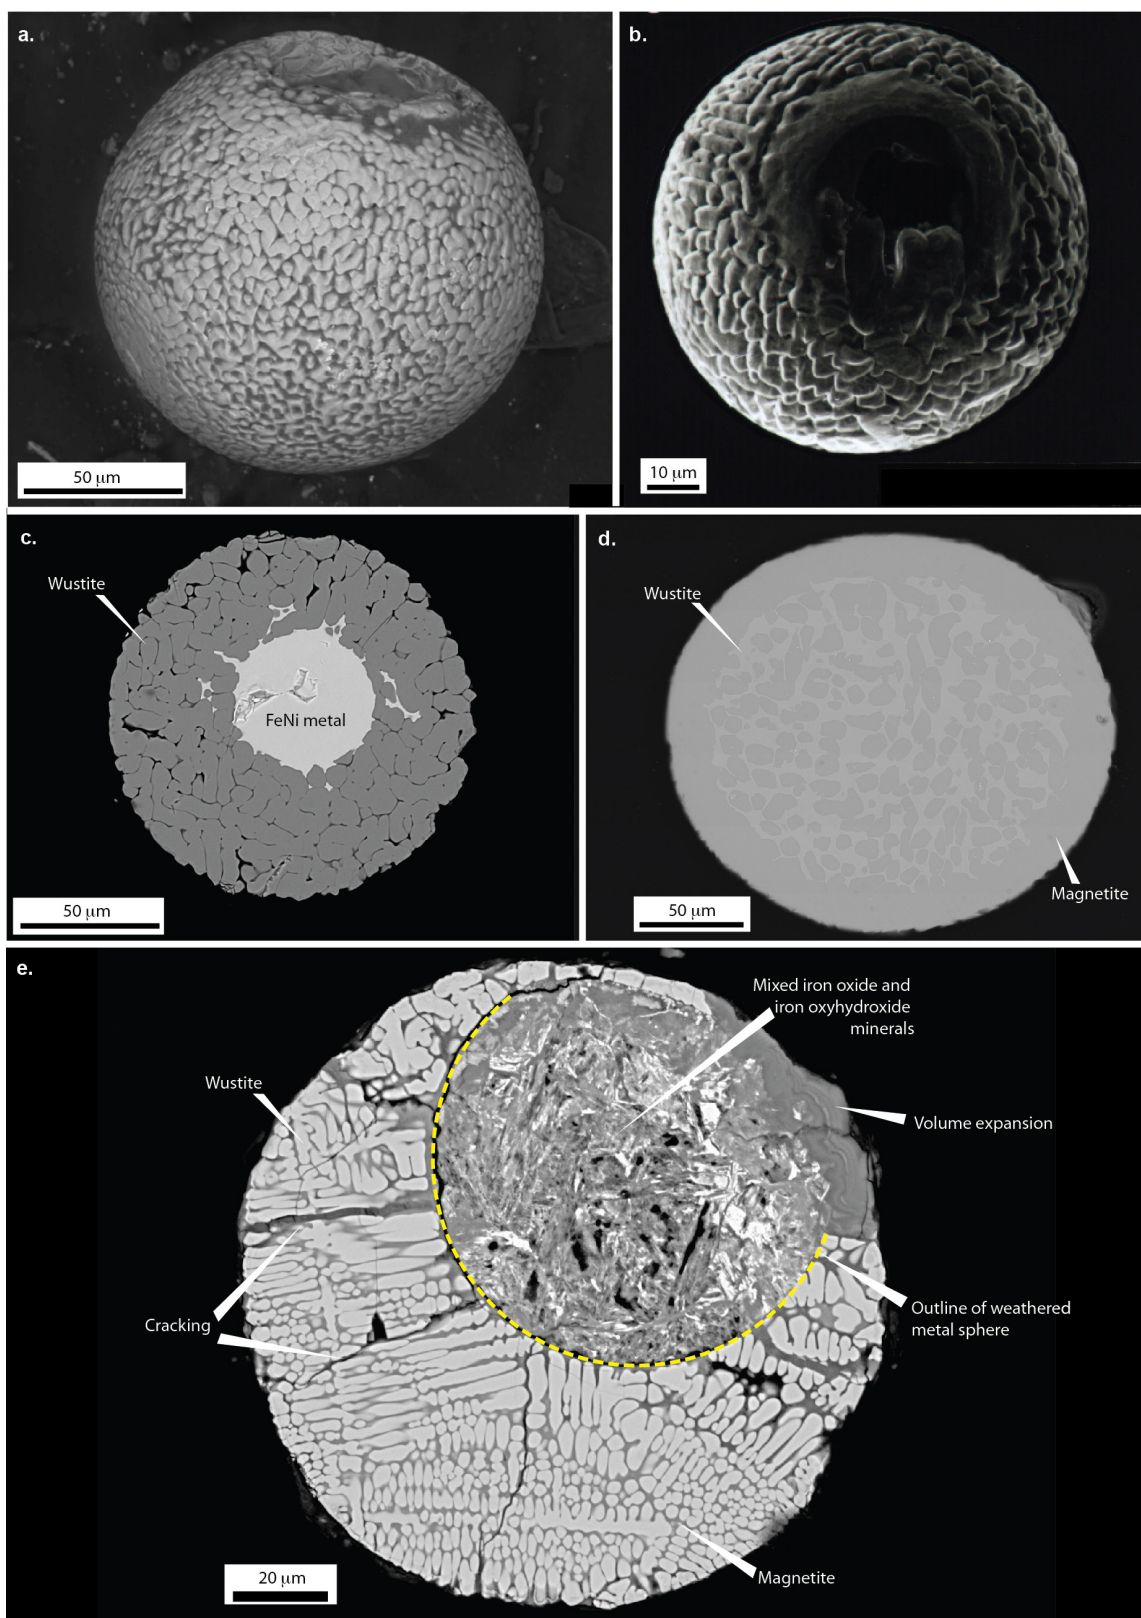 a.
50 μm
b.
10 μm
c.
Wustite
FeNi metal
50 μm
d.
Wustite
Magnetite
50 μm
e.
Mixed iron oxide and
iron oxyhydroxide
minerals
Wustite
Volume expansion
Cracking
Outline of weathered
metal sphere
Magnetite
20 μm